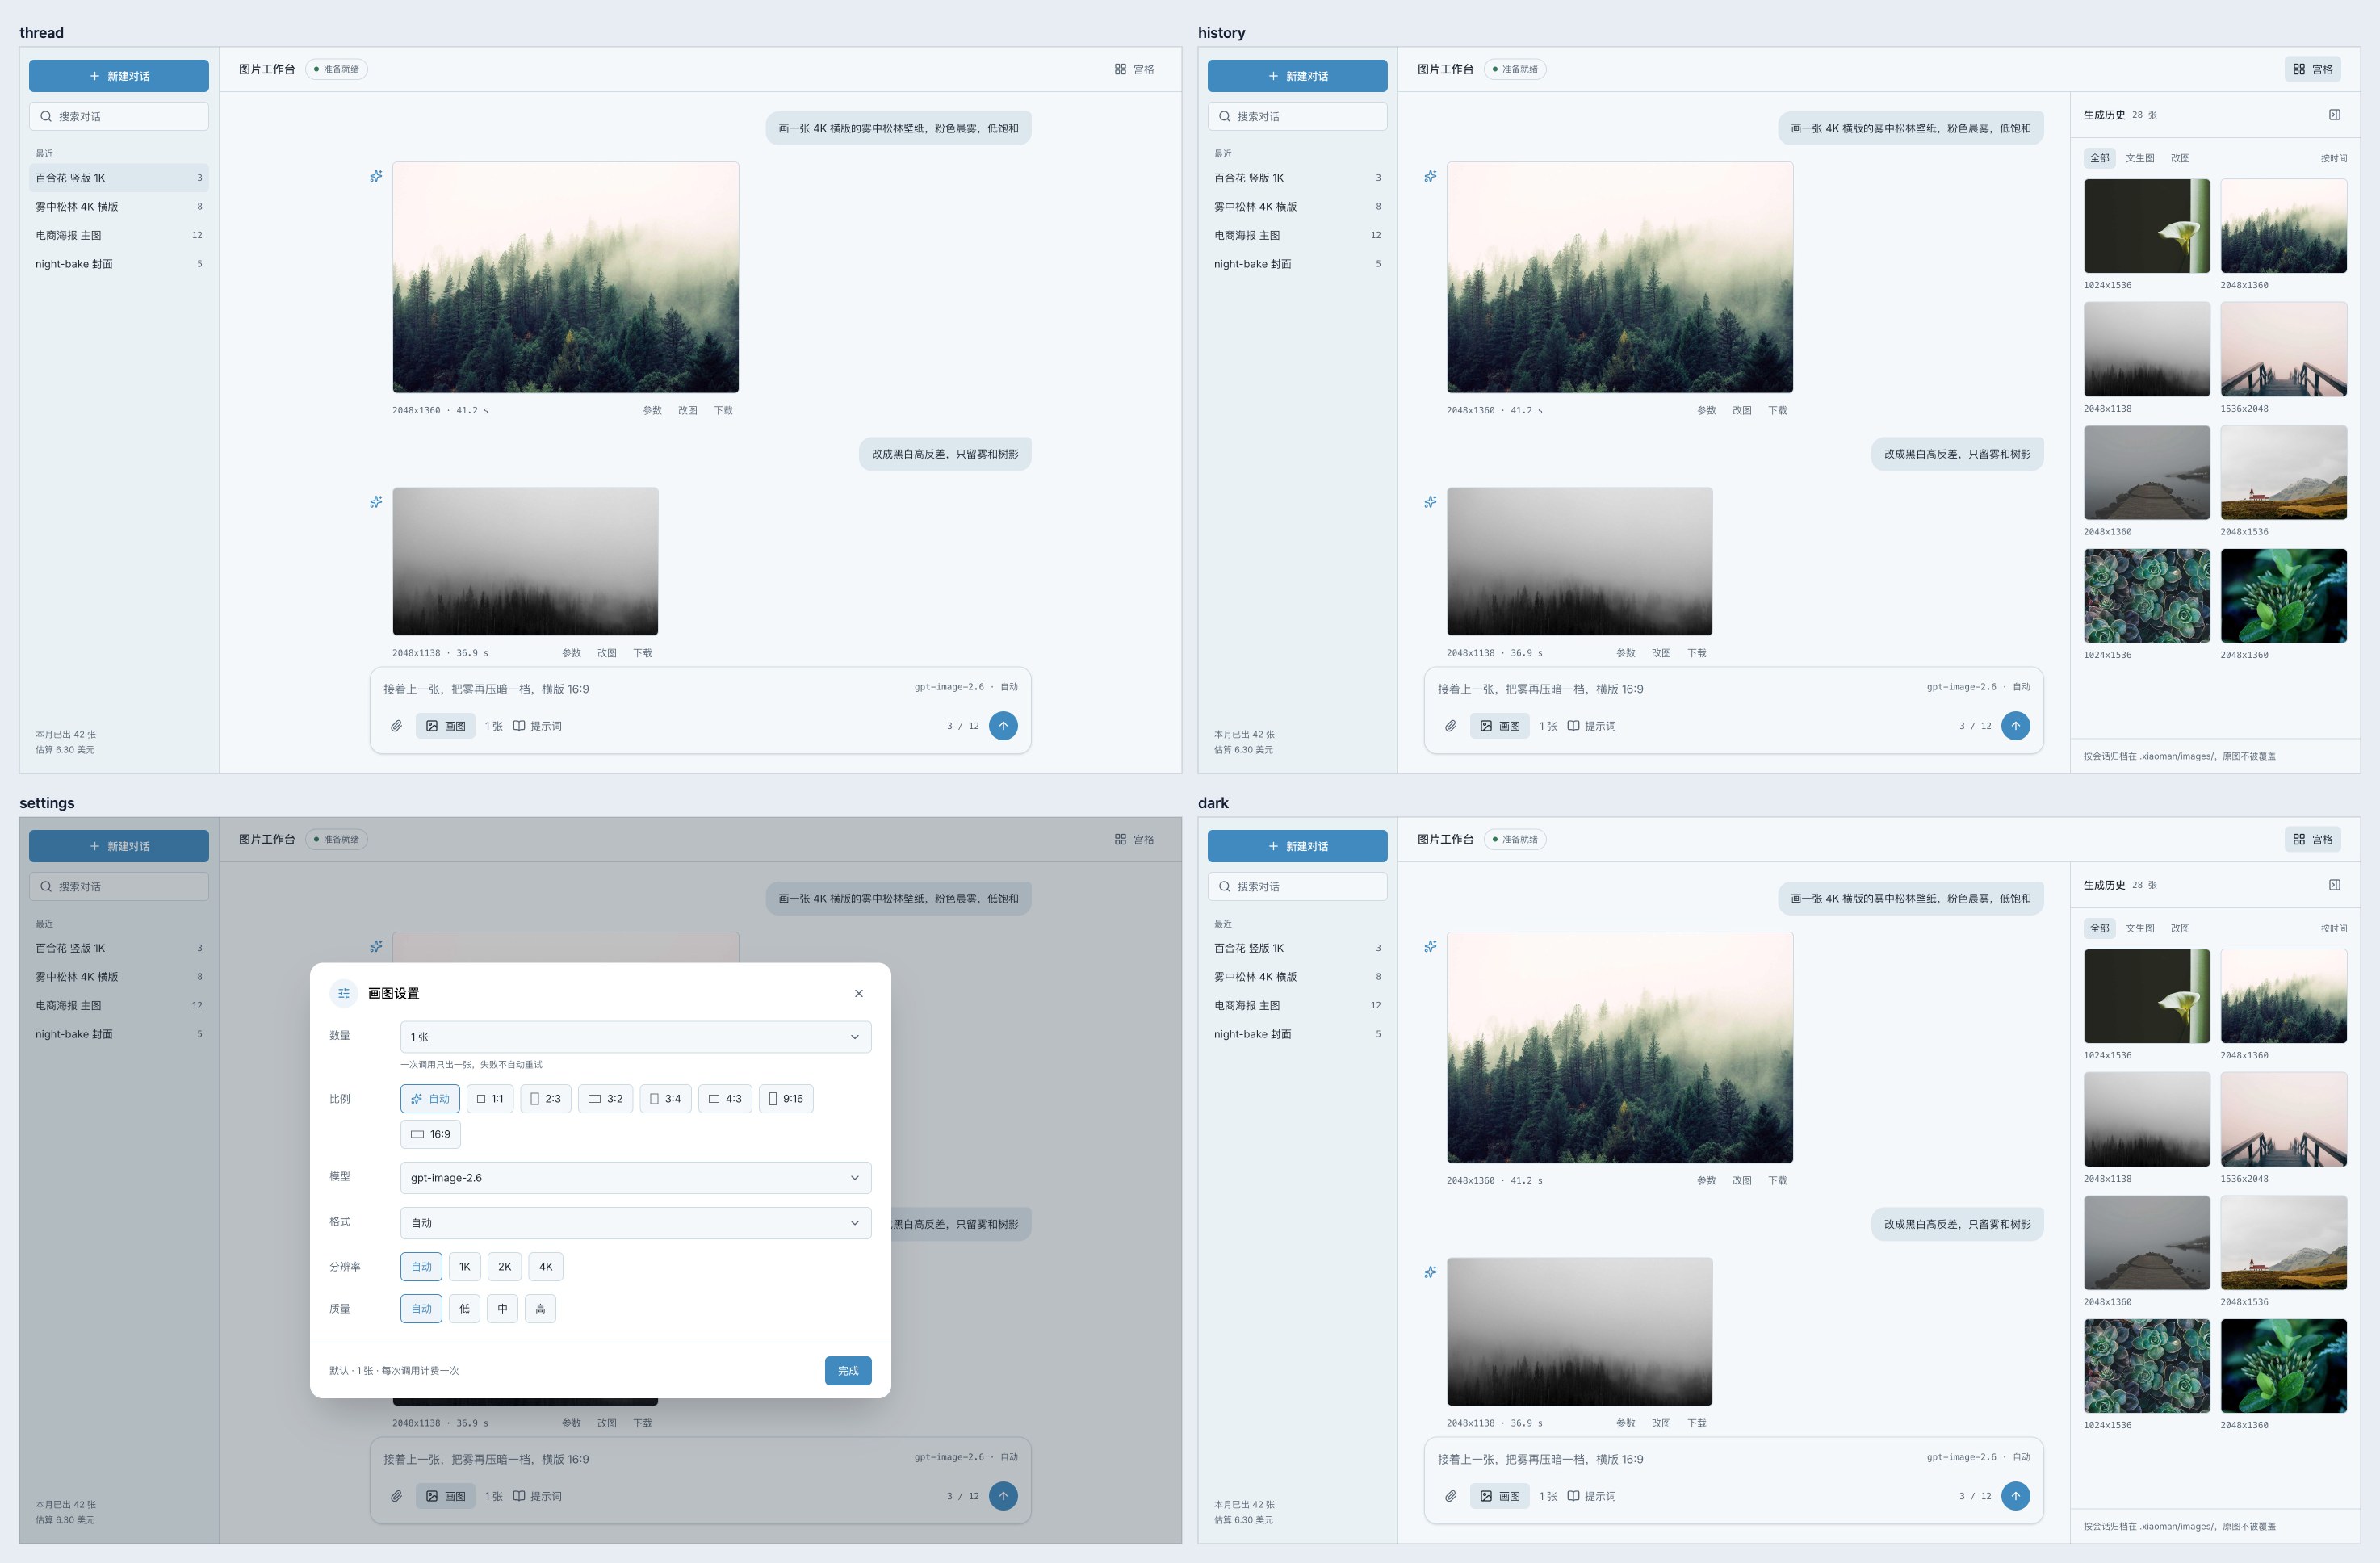 thread
新建对话
搜索对话
最近
百合花 竖版 1K 3
雾中松林 4K 横版 8
电商海报 主图 12
night-bake 封面 5
本月已出 42 张
估算 6.30 美元
图片工作台 准备就绪 宫格
画一张 4K 横版的雾中松林壁纸，粉色晨雾，低饱和
2048x1360 · 41.2 s 参数 改图 下载
改成黑白高反差，只留雾和树影
2048x1138 · 36.9 s 参数 改图 下载
接着上一张，把雾再压暗一档，横版 16:9 gpt-image-2.6 · 自动
画图 1 张 提示词 3 / 12
history
新建对话
搜索对话
最近
百合花 竖版 1K 3
雾中松林 4K 横版 8
电商海报 主图 12
night-bake 封面 5
本月已出 42 张
估算 6.30 美元
图片工作台 准备就绪 宫格
画一张 4K 横版的雾中松林壁纸，粉色晨雾，低饱和
2048x1360 · 41.2 s 参数 改图 下载
改成黑白高反差，只留雾和树影
2048x1138 · 36.9 s 参数 改图 下载
接着上一张，把雾再压暗一档，横版 16:9 gpt-image-2.6 · 自动
画图 1 张 提示词 3 / 12
生成历史 28 张
全部 文生图 改图 按时间
1024x1536 2048x1360
2048x1138 1536x2048
2048x1360 2048x1536
1024x1536 2048x1360
按会话归档在 .xiaoman/images/，原图不被覆盖
settings
新建对话
搜索对话
最近
百合花 竖版 1K 3
雾中松林 4K 横版 8
电商海报 主图 12
night-bake 封面 5
本月已出 42 张
估算 6.30 美元
图片工作台 准备就绪 宫格
画一张 4K 横版的雾中松林壁纸，粉色晨雾，低饱和
黑白高反差，只留雾和树影
画图设置
数量 1 张
一次调用只出一张，失败不自动重试
比例 自动 1:1 2:3 3:2 3:4 4:3 9:16
16:9
模型 gpt-image-2.6
格式 自动
分辨率 自动 1K 2K 4K
质量 自动 低 中 高
默认 · 1 张 · 每次调用计费一次 完成
2048x1138 · 36.9 s 参数 改图 下载
接着上一张，把雾再压暗一档，横版 16:9 gpt-image-2.6 · 自动
画图 1 张 提示词 3 / 12
dark
新建对话
搜索对话
最近
百合花 竖版 1K 3
雾中松林 4K 横版 8
电商海报 主图 12
night-bake 封面 5
本月已出 42 张
估算 6.30 美元
图片工作台 准备就绪 宫格
画一张 4K 横版的雾中松林壁纸，粉色晨雾，低饱和
2048x1360 · 41.2 s 参数 改图 下载
改成黑白高反差，只留雾和树影
2048x1138 · 36.9 s 参数 改图 下载
接着上一张，把雾再压暗一档，横版 16:9 gpt-image-2.6 · 自动
画图 1 张 提示词 3 / 12
生成历史 28 张
全部 文生图 改图 按时间
1024x1536 2048x1360
2048x1138 1536x2048
2048x1360 2048x1536
1024x1536 2048x1360
按会话归档在 .xiaoman/images/，原图不被覆盖